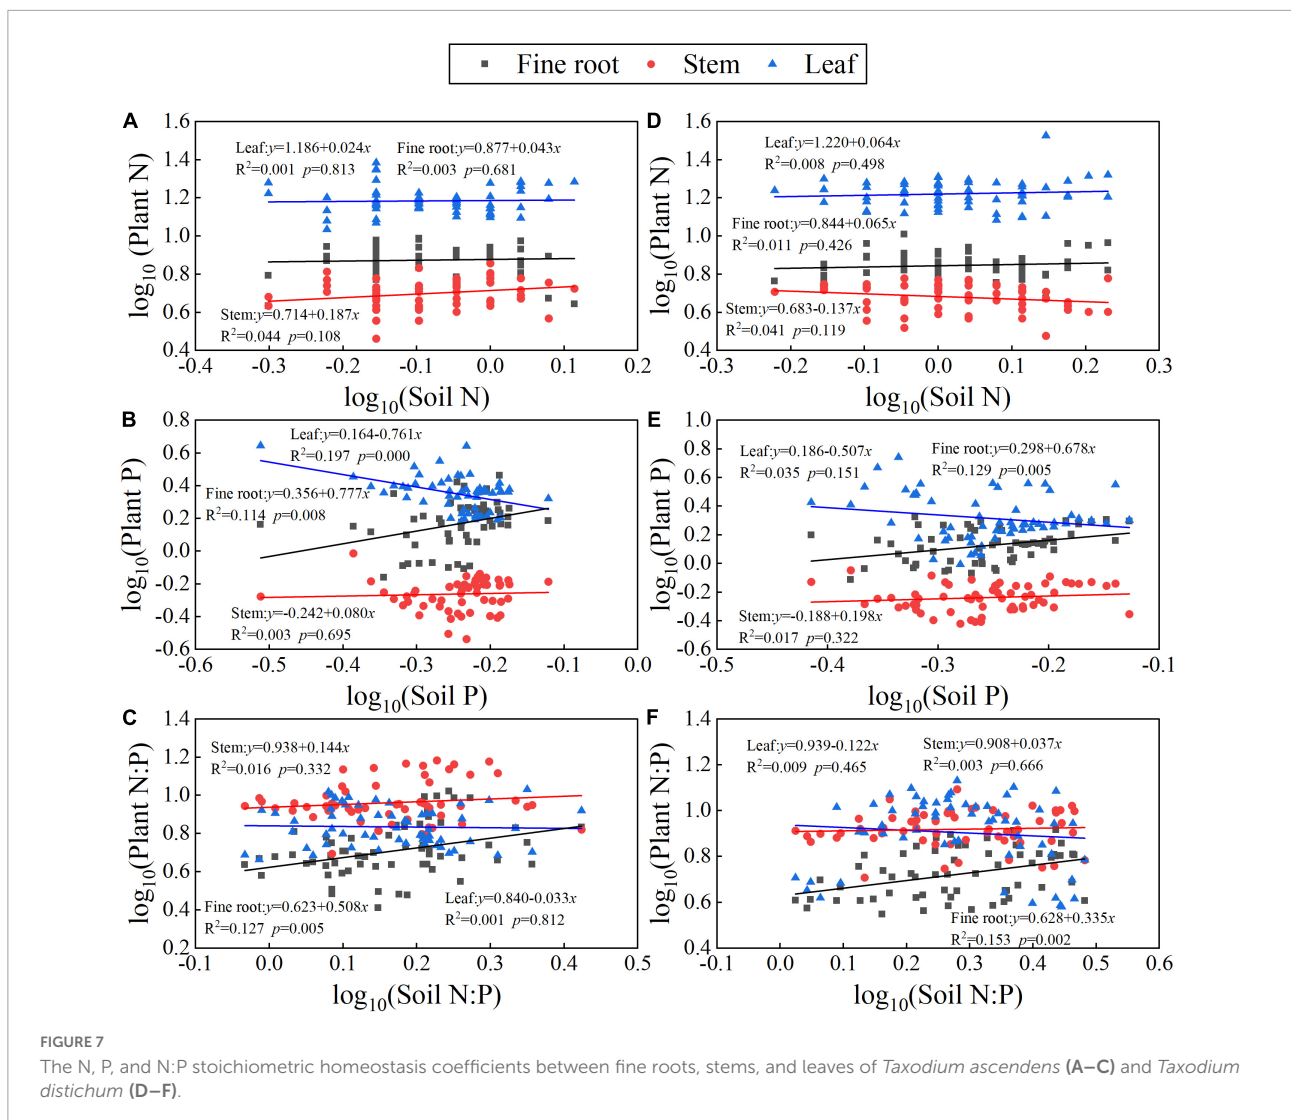 Fine root Stem Leaf
A
1.6
1.4
1.2
1.0
0.8
0.6
0.4
log10 (Plant N)
Leaf:y=1.186+0.024x
R2=0.001 p=0.813
Fine root:y=0.877+0.043x
R2=0.003 p=0.681
Stem:y=0.714+0.187x
R2=0.044 p=0.108
-0.4 -0.3 -0.2 -0.1 0.0 0.1 0.2
log10(Soil N)
D
1.6
1.4
1.2
1.0
0.8
0.6
0.4
log10(Plant N)
Leaf:y=1.220+0.064x
R2=0.008 p=0.498
Fine root:y=0.844+0.065x
R2=0.011 p=0.426
Stem:y=0.683-0.137x
R2=0.041 p=0.119
-0.3 -0.2 -0.1 0.0 0.1 0.2 0.3
log10(Soil N)
B
0.8
0.6
0.4
0.2
0.0
-0.2
-0.4
-0.6
log10(Plant P)
Leaf:y=0.164-0.761x
R2=0.197 p=0.000
Fine root:y=0.356+0.777x
R2=0.114 p=0.008
Stem:y=-0.242+0.080x
R2=0.003 p=0.695
-0.6 -0.5 -0.4 -0.3 -0.2 -0.1 0.0
log10(Soil P)
E
1.0
0.8
0.6
0.4
0.2
0.0
-0.2
-0.4
-0.6
log10(Plant P)
Leaf:y=0.186-0.507x
R2=0.035 p=0.151
Fine root:y=0.298+0.678x
R2=0.129 p=0.005
Stem:y=-0.188+0.198x
R2=0.017 p=0.322
-0.5 -0.4 -0.3 -0.2 -0.1
log10(Soil P)
C
1.4
1.2
1.0
0.8
0.6
0.4
0.2
log10(Plant N:P)
Stem:y=0.938+0.144x
R2=0.016 p=0.332
Fine root:y=0.623+0.508x
R2=0.127 p=0.005
Leaf:y=0.840-0.033x
R2=0.001 p=0.812
-0.1 0.0 0.1 0.2 0.3 0.4 0.5
log10(Soil N:P)
F
1.4
1.2
1.0
0.8
0.6
0.4
log10(Plant N:P)
Leaf:y=0.939-0.122x
R2=0.009 p=0.465
Stem:y=0.908+0.037x
R2=0.003 p=0.666
Fine root:y=0.628+0.335x
R2=0.153 p=0.002
-0.1 0.0 0.1 0.2 0.3 0.4 0.5 0.6
log10(Soil N:P)
FIGURE 7
The N, P, and N:P stoichiometric homeostasis coefficients between fine roots, stems, and leaves of Taxodium ascendens (A–C) and Taxodium
distichum (D–F).